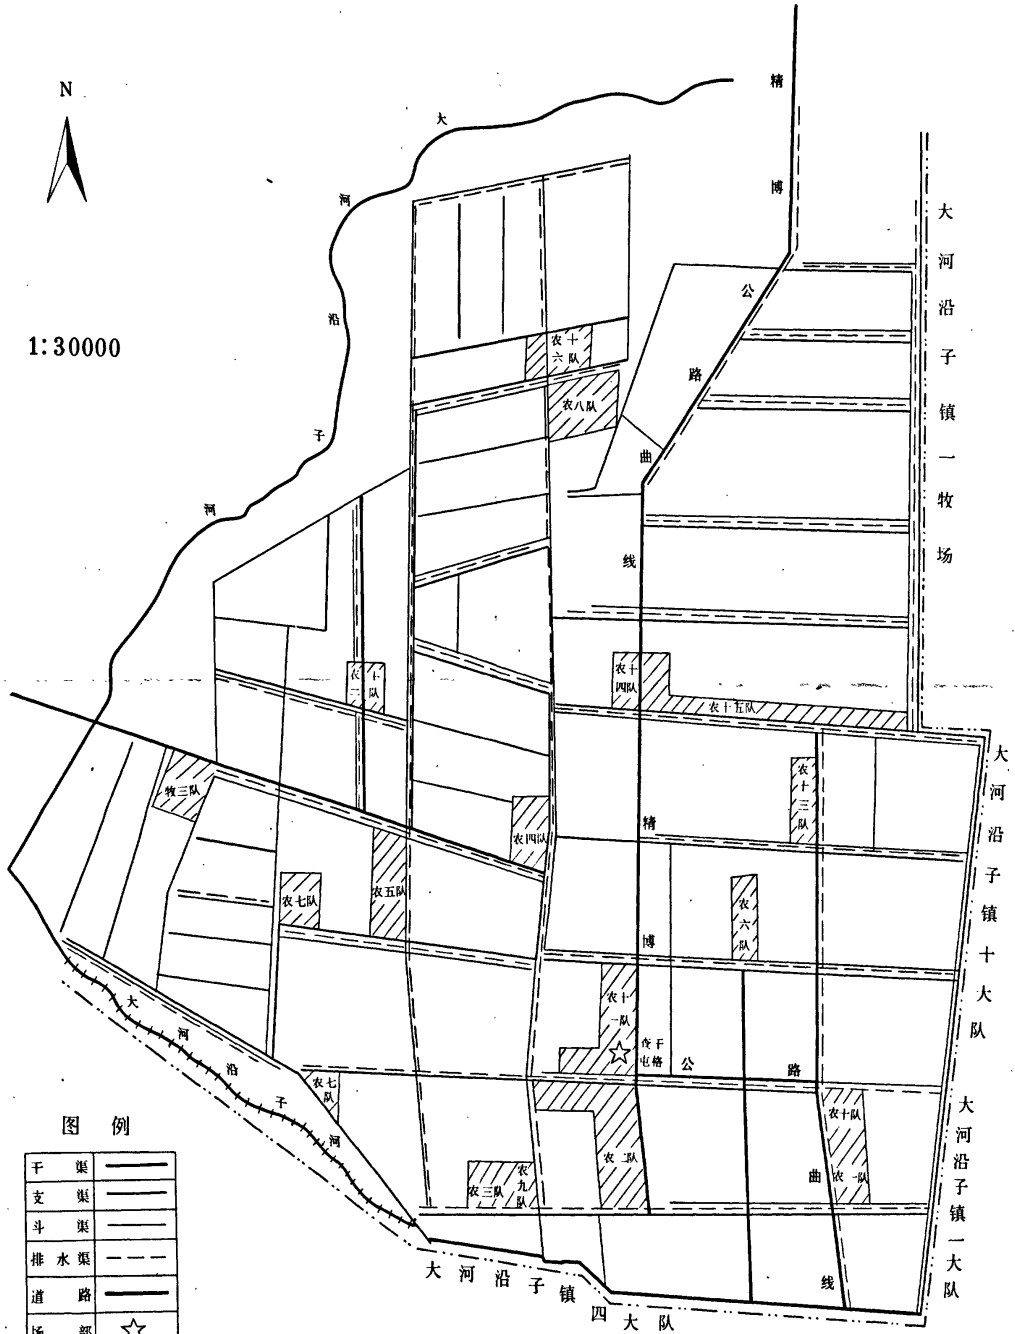 N
1:30000
大河沿子河
精博公路
曲线
大河沿子镇一牧场
农十六队
农八队
农十二队
农十四队
农十五队
牧三队
农四队
农十三队
大河沿子镇十大队
农七队
农五队
农六队
精博公路
曲线
农十一队
大河沿子河
农七队
农二队
农十队
农一队
农三队
农九队
大河沿子镇一大队
大河沿子镇四大队
图例
干渠
支渠
斗渠
排水渠
道路
场部